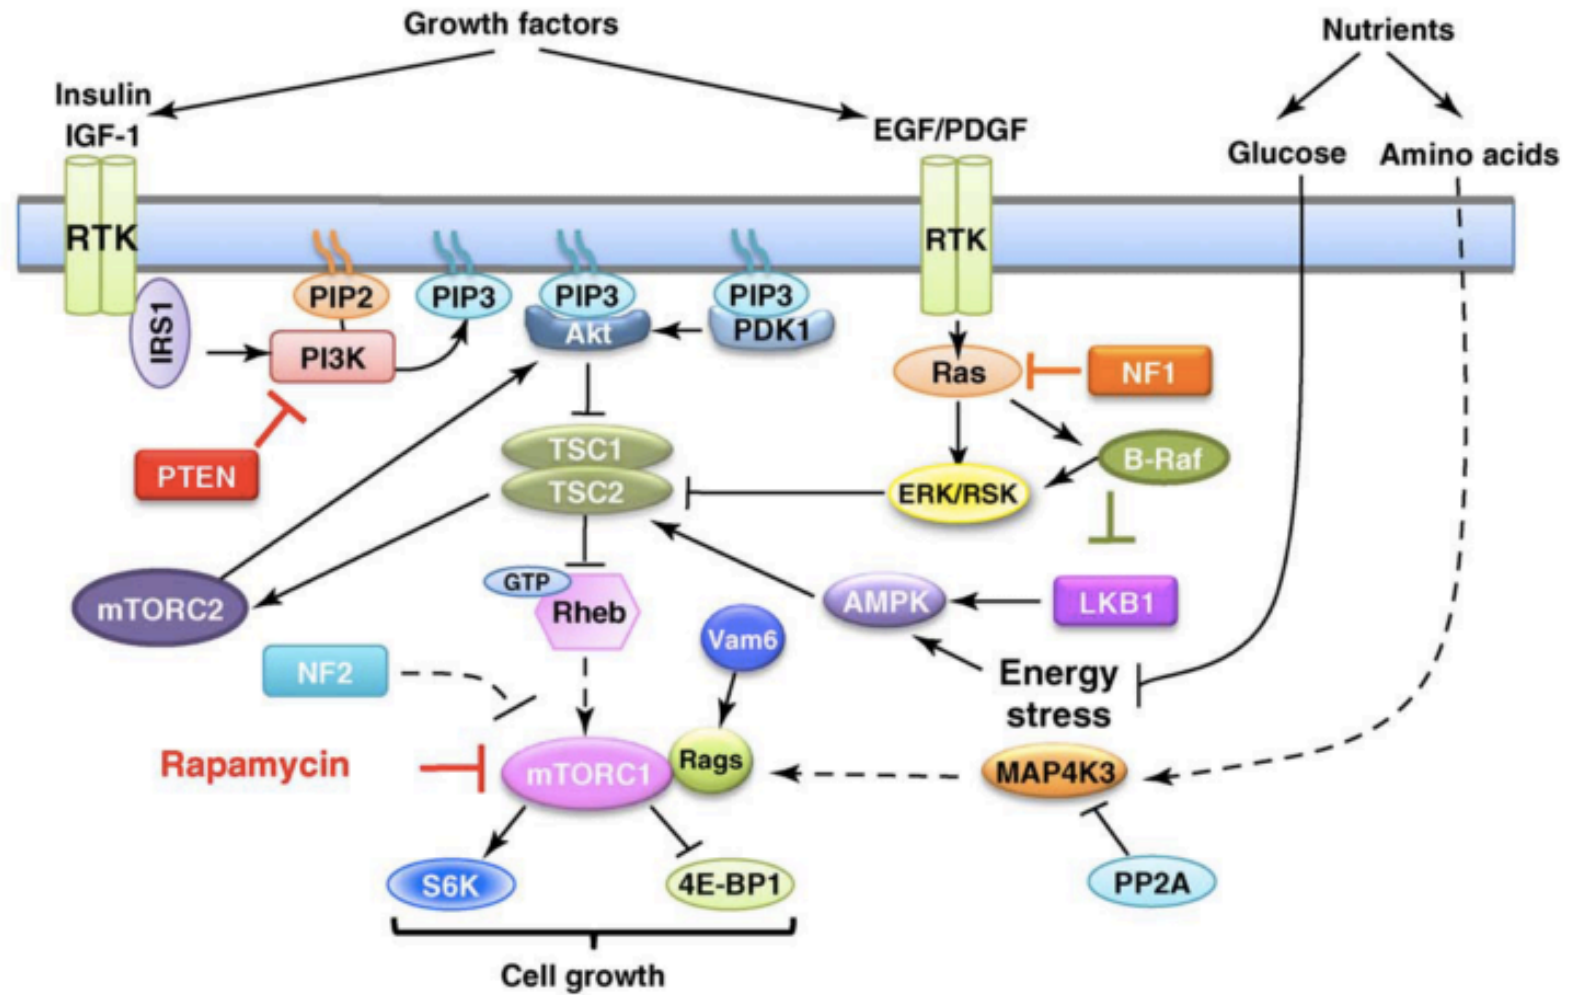 Growth factors
Nutrients
Insulin
IGF-1
EGF/PDGF
Glucose
Amino acids
RTK
RTK
IRS1
PIP2
PIP3
PIP3
PIP3
Akt
PDK1
PI3K
Ras
NF1
PTEN
TSC1
TSC2
ERK/RSK
B-Raf
mTORC2
GTP
Rheb
AMPK
LKB1
Vam6
NF2
Energy
stress
Rapamycin
mTORC1
Rags
MAP4K3
S6K
4E-BP1
PP2A
Cell growth